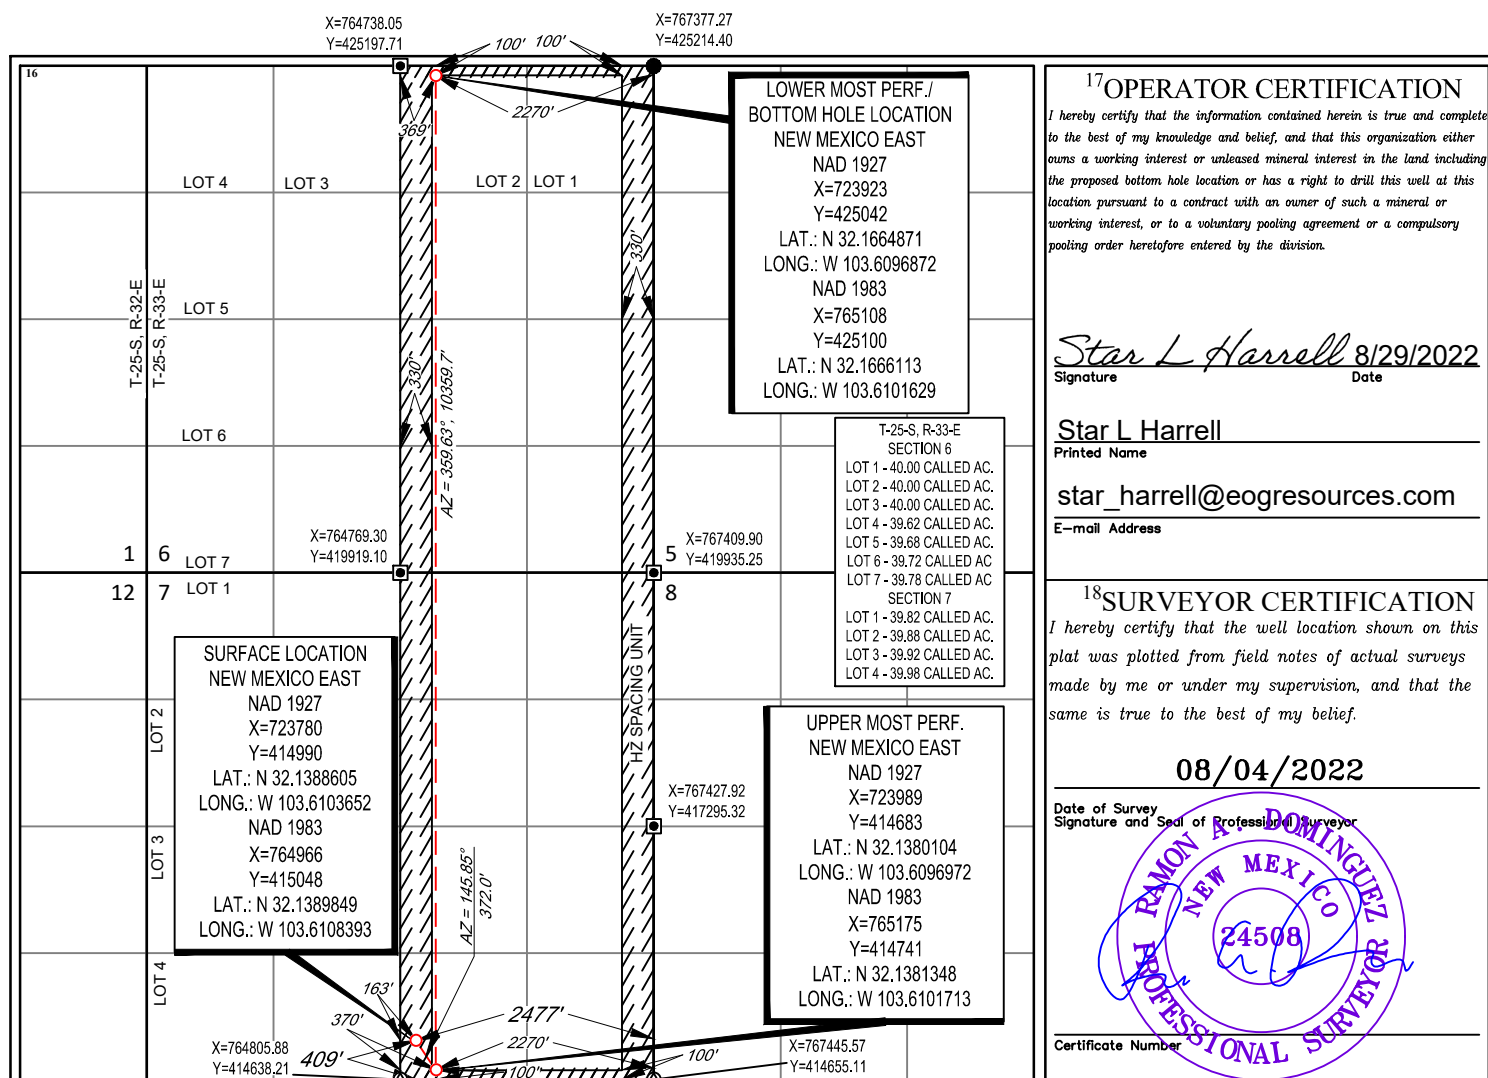 X=764738.05
Y=425197.71
X=767377.27
Y=425214.40
16
100' 100'
2270'
369'
LOT 4 LOT 3 LOT 2 LOT 1
T-25-S, R-32-E
T-25-S, R-33-E
LOT 5
LOT 6
330'
330'
AZ = 359.63°, 10359.7'
LOWER MOST PERF./
BOTTOM HOLE LOCATION
NEW MEXICO EAST
NAD 1927
X=723923
Y=425042
LAT.: N 32.1664871
LONG.: W 103.6096872
NAD 1983
X=765108
Y=425100
LAT.: N 32.1666113
LONG.: W 103.6101629
T-25-S, R-33-E
SECTION 6
LOT 1 - 40.00 CALLED AC.
LOT 2 - 40.00 CALLED AC.
LOT 3 - 40.00 CALLED AC.
LOT 4 - 39.62 CALLED AC.
LOT 5 - 39.68 CALLED AC.
LOT 6 - 39.72 CALLED AC.
LOT 7 - 39.78 CALLED AC
SECTION 7
LOT 1 - 39.82 CALLED AC.
LOT 2 - 39.88 CALLED AC.
LOT 3 - 39.92 CALLED AC.
LOT 4 - 39.98 CALLED AC.
X=764769.30
Y=419919.10
X=767409.90
Y=419935.25
1 6 LOT 7 5
12 7 LOT 1 8
SURFACE LOCATION
NEW MEXICO EAST
NAD 1927
X=723780
Y=414990
LAT.: N 32.1388605
LONG.: W 103.6103652
NAD 1983
X=764966
Y=415048
LAT.: N 32.1389849
LONG.: W 103.6108393
LOT 2
LOT 3
LOT 4
HZ SPACING UNIT
X=767427.92
Y=417295.32
UPPER MOST PERF.
NEW MEXICO EAST
NAD 1927
X=723989
Y=414683
LAT.: N 32.1380104
LONG.: W 103.6096972
NAD 1983
X=765175
Y=414741
LAT.: N 32.1381348
LONG.: W 103.6101713
AZ = 145.85°
372.0'
163'
370'
409'
2477'
2270'
100'
100'
X=764805.88
Y=414638.21
X=767445.57
Y=414655.11
17OPERATOR CERTIFICATION
I hereby certify that the information contained herein is true and complete
to the best of my knowledge and belief, and that this organization either
owns a working interest or unleased mineral interest in the land including
the proposed bottom hole location or has a right to drill this well at this
location pursuant to a contract with an owner of such a mineral or
working interest, or to a voluntary pooling agreement or a compulsory
pooling order heretofore entered by the division.
Star L Harrell 8/29/2022
Signature Date
Star L Harrell
Printed Name
star_harrell@eogresources.com
E-mail Address
18SURVEYOR CERTIFICATION
I hereby certify that the well location shown on this
plat was plotted from field notes of actual surveys
made by me or under my supervision, and that the
same is true to the best of my belief.
08/04/2022
Date of Survey
Signature and Seal of Professional Surveyor
RAMON A. DOMINGUEZ
NEW MEXICO
24508
PROFESSIONAL SURVEYOR
Certificate Number